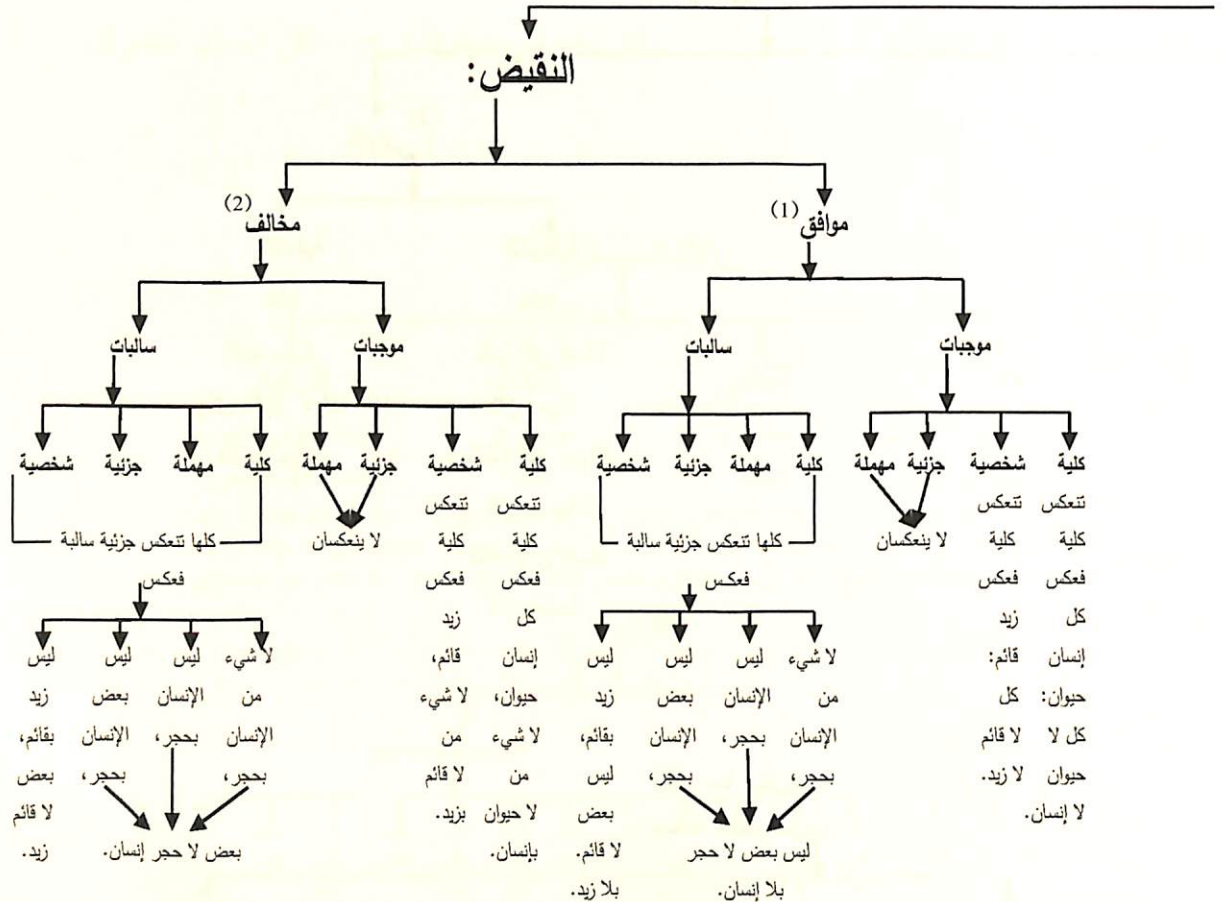 النقيض:
موافق (1)
مخالف (2)
موجبات
سالبات
موجبات
سالبات
كلية
شخصية
جزئية
مهملة
كلية
مهملة
جزئية
شخصية
كلية
شخصية
جزئية
مهملة
كلية
مهملة
جزئية
شخصية
تتعكس
كلية
فعكس
كل
إنسان
حيوان:
كل لا
حيوان
لا إنسان.
تتعكس
كلية
فعكس
زيد
قائم:
كل
لا قائم
لا زيد.
لا ينعكسان
كلها تتعكس جزئية سالبة
فعكس
لا شيء
من
الإنسان
بحجر،
ليس
الإنسان
بحجر،
ليس
بعض
الإنسان
بحجر،
ليس بعض لا حجر
بلا إنسان.
ليس
زيد
بقائم،
ليس
بعض
لا قائم.
بلا زيد.
تتعكس
كلية
فعكس
كل
إنسان
حيوان،
لا شيء
من
لا حيوان
بإنسان.
تتعكس
كلية
فعكس
زيد
قائم،
لا شيء
من
لا قائم
بزيد.
لا ينعكسان
كلها تتعكس جزئية سالبة
فعكس
لا شيء
من
الإنسان
بحجر،
ليس
الإنسان
بحجر،
ليس
بعض
الإنسان
بحجر،
بعض لا حجر إنسان.
ليس
زيد
بقائم،
بعض
لا قائم
زيد.